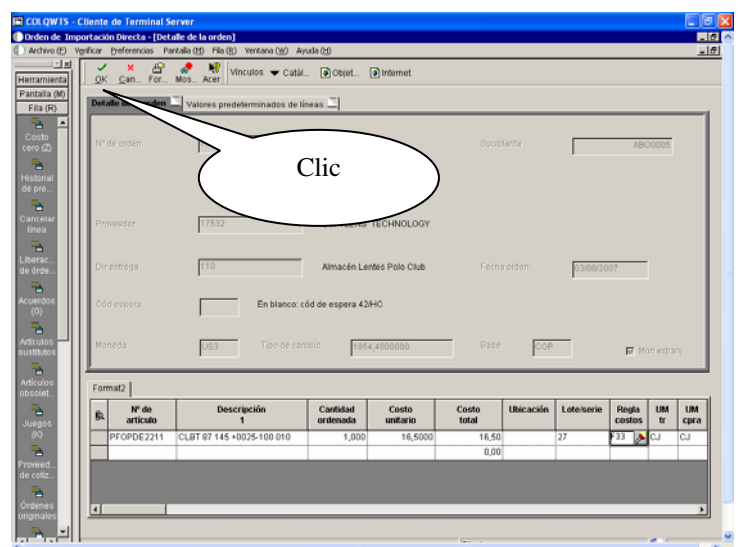 COLQWTS - Cliente de Terminal Server
Orden de Importación Directa - [Detalle de la orden]
Archivo (F) Verificar Preferencias Pantalla (M) Fila (R) Ventana (W) Ayuda (H)
Herramienta
Pantalla (M)
Fila (R)
OK Can... For... Mos... Acer Vínculos Catál... Objet... Internet
Costo cero (Z)
Historial de pre...
Cancelar línea
Liberac... de órde...
Acuerdos (O)
Artículos sustitutos
Artículos obsolet...
Juegos (K)
Proveed... de cotiz...
Órdenes originales
Valores predeterminados de líneas
Clic
Nº de orden
Suc/planta ABO0005
Proveedor 17532 TECHNOLOGY
Dir entrega 110 Almacén Lentes Polo Club Fecha orden 03/08/2007
Cód espera En blanco: cód de espera 42/HC
Moneda Tipo de cambio 1954,4800000 Base COP Mon extranj
Format2
Nº de artículo Descripción 1 Cantidad ordenada Costo unitario Costo total Ubicación Lote/serie Regla costos UM tr UM cpra
PFOPDE2211 CLBT 87 145 +0025-100 010 1,000 16,5000 16,50 27 F33 CJ CJ
0,00